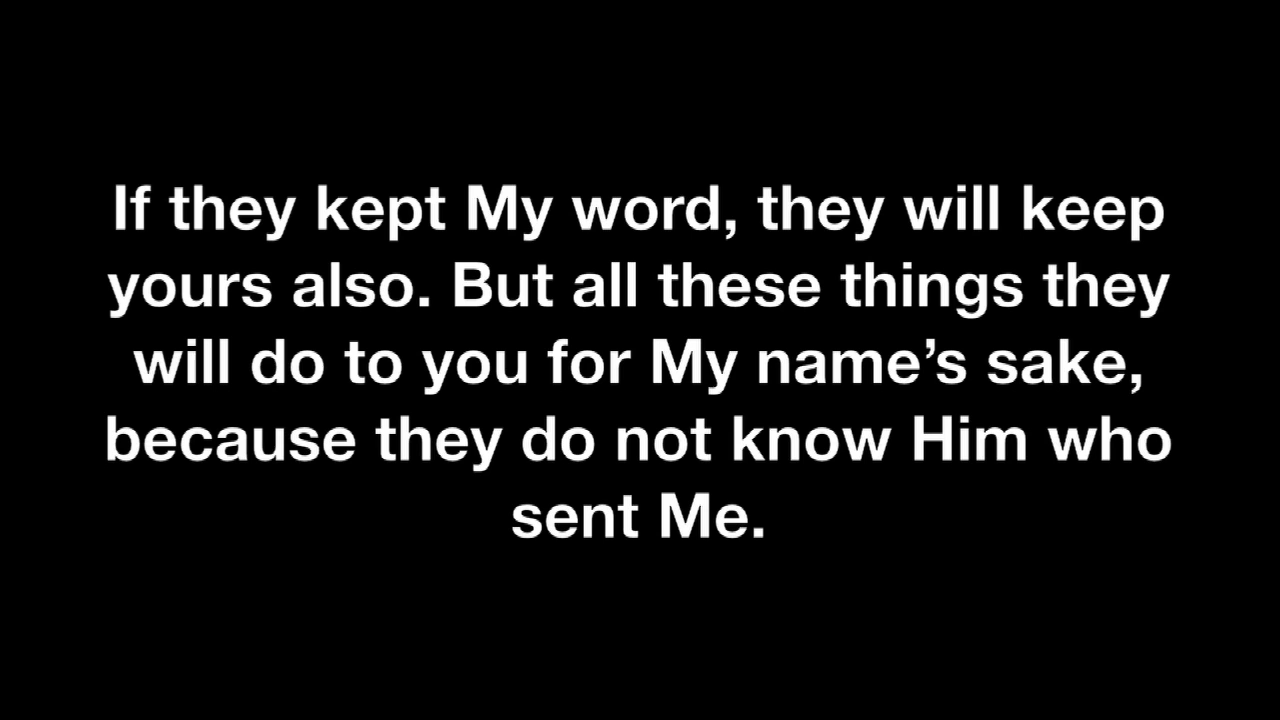 If they kept My word, they will keep
yours also. But all these things they
will do to you for My name’s sake,
because they do not know Him who
sent Me.